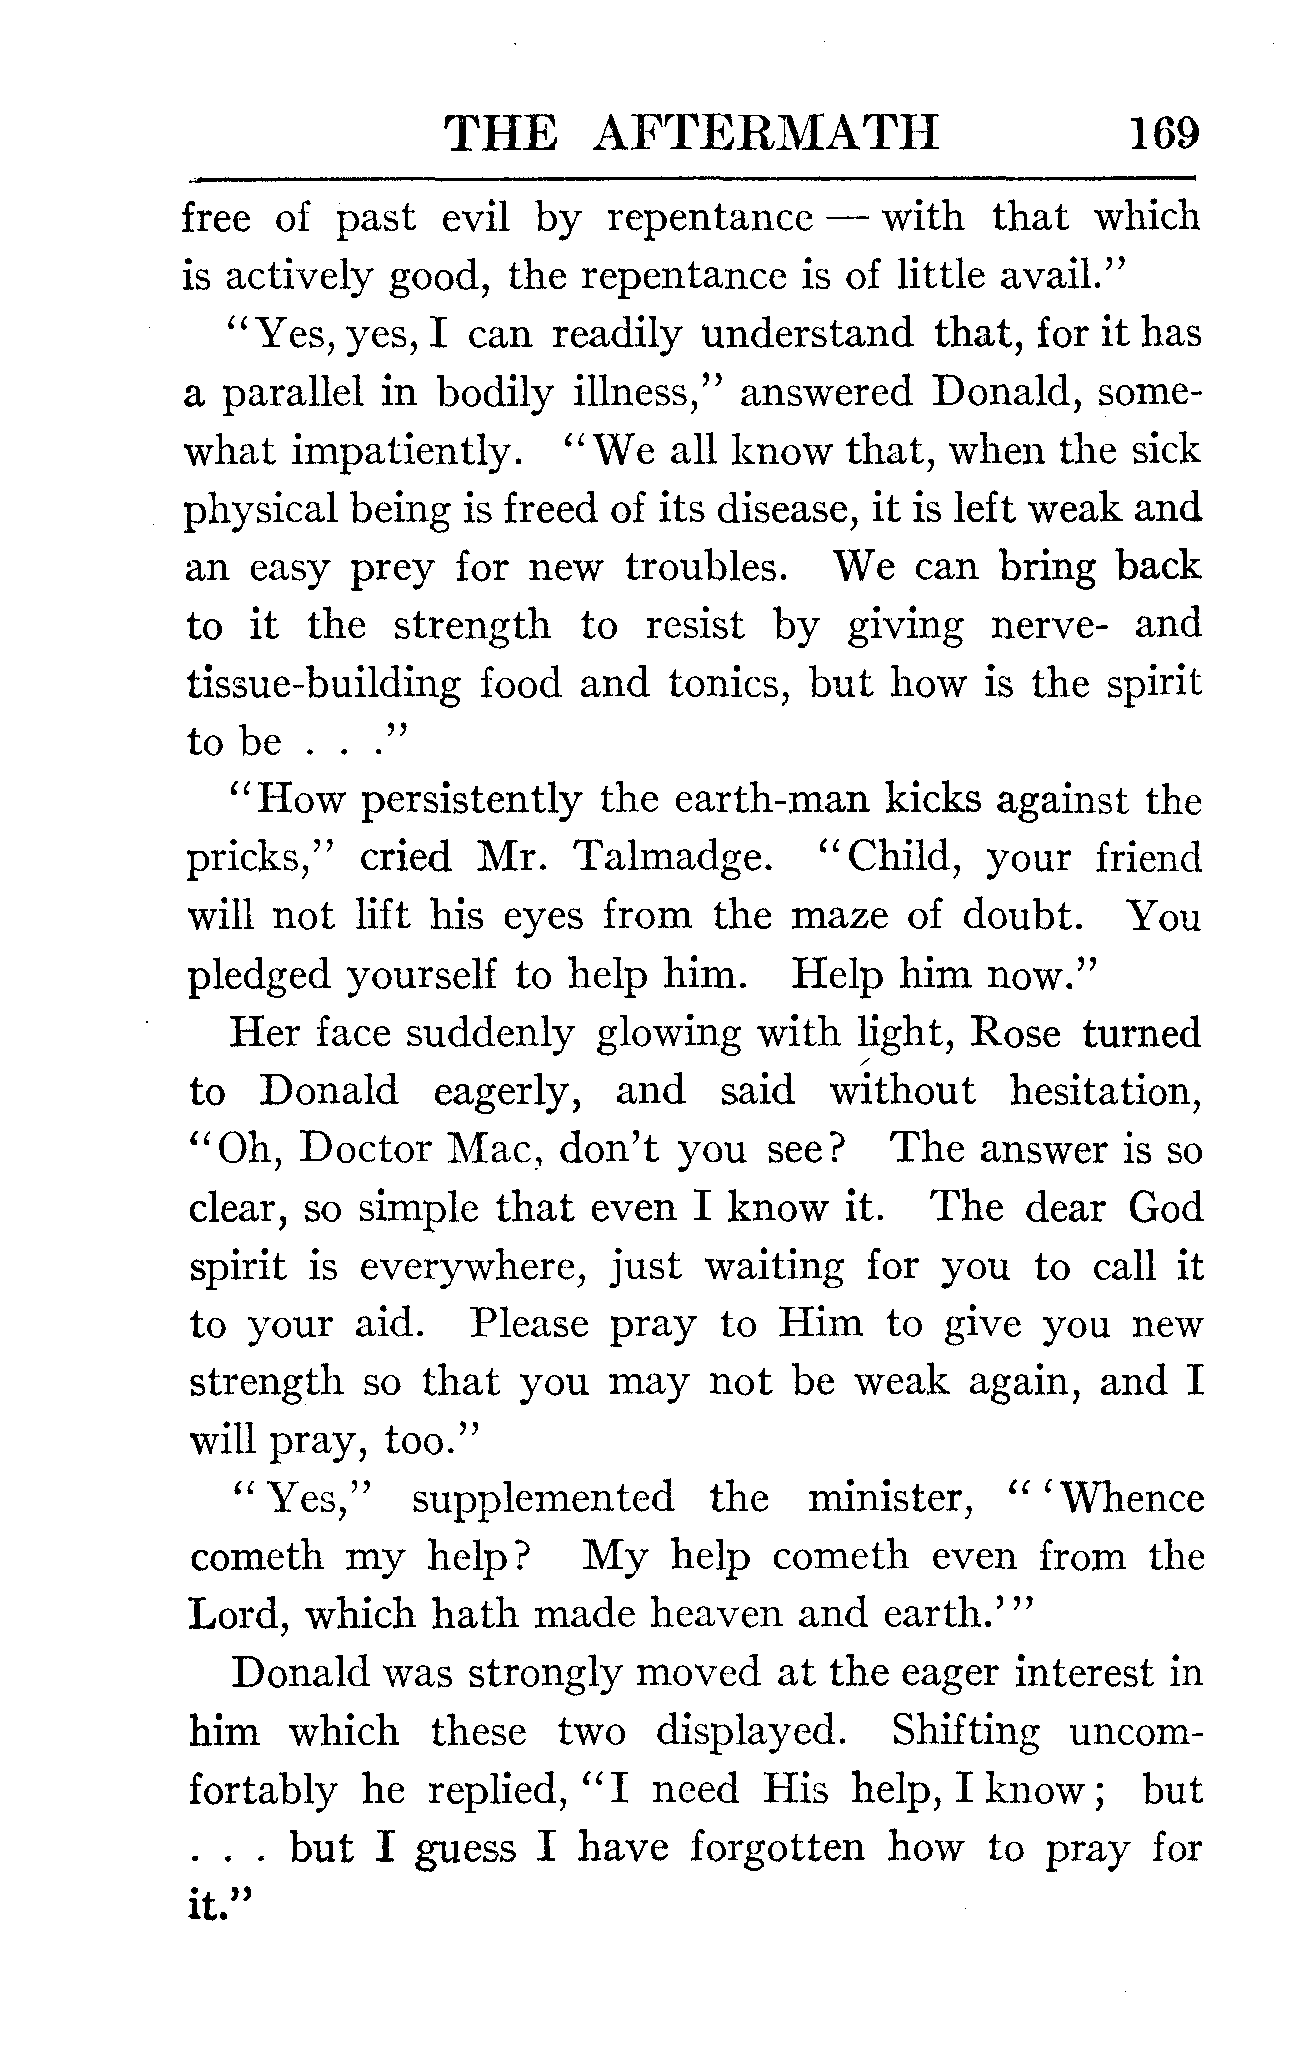 THE AFTERMATH 169
free of past evil by repentance — with that which
is actively good, the repentance is of little avail."
"Yes, yes, I can readily understand that, for it has
a parallel in bodily illness," answered Donald, some-
what impatiently. "We all know that, when the sick
physical being is freed of its disease, it is left weak and
an easy prey for new troubles. We can bring back
to it the strength to resist by giving nerve- and
tissue-building food and tonics, but how is the spirit
to be . . ."
"How persistently the earth-man kicks against the
pricks," cried Mr. Talmadge. "Child, your friend
will not lift his eyes from the maze of doubt. You
pledged yourself to help him. Help him now."
Her face suddenly glowing with light, Rose turned
to Donald eagerly, and said without hesitation,
"Oh, Doctor Mac, don't you see? The answer is so
clear, so simple that even I know it. The dear God
spirit is everywhere, just waiting for you to call it
to your aid. Please pray to Him to give you new
strength so that you may not be weak again, and I
will pray, too."
"Yes," supplemented the minister, "'Whence
cometh my help? My help cometh even from the
Lord, which hath made heaven and earth.'"
Donald was strongly moved at the eager interest in
him which these two displayed. Shifting uncom-
fortably he replied, "I need His help, I know; but
. . . but I guess I have forgotten how to pray for
it."